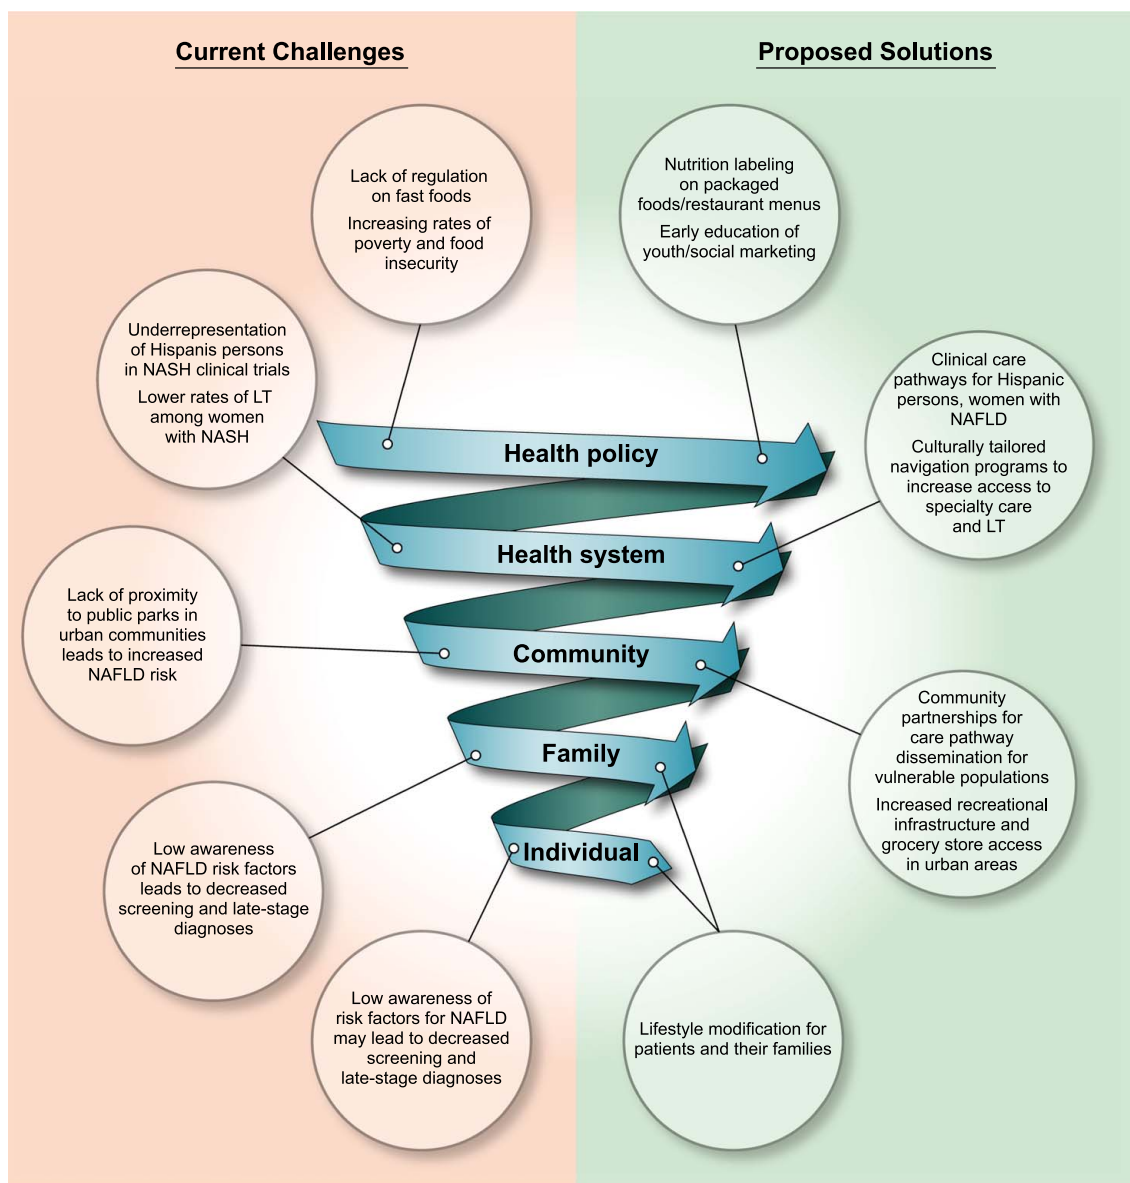 Current Challenges
Proposed Solutions
Lack of regulation
on fast foods
Increasing rates of
poverty and food
insecurity
Nutrition labeling
on packaged
foods/restaurant menus
Early education of
youth/social marketing
Underrepresentation
of Hispanis persons
in NASH clinical trials
Lower rates of LT
among women
with NASH
Clinical care
pathways for Hispanic
persons, women with
NAFLD
Culturally tailored
navigation programs to
increase access to
specialty care
and LT
Health policy
Health system
Community
Family
Individual
Lack of proximity
to public parks in
urban communities
leads to increased
NAFLD risk
Community
partnerships for
care pathway
dissemination for
vulnerable populations
Increased recreational
infrastructure and
grocery store access
in urban areas
Low awareness
of NAFLD risk factors
leads to decreased
screening and late-stage
diagnoses
Low awareness of
risk factors for NAFLD
may lead to decreased
screening and
late-stage diagnoses
Lifestyle modification for
patients and their families